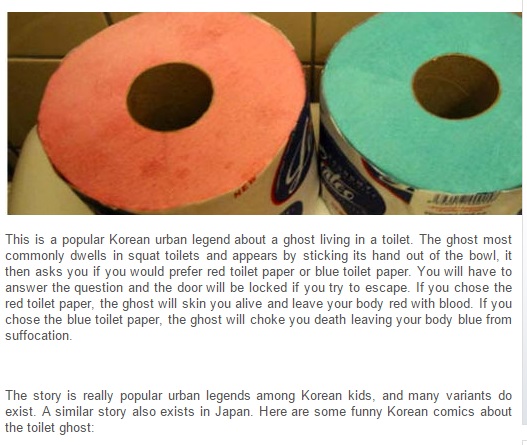 NEW
This is a popular Korean urban legend about a ghost living in a toilet. The ghost most
commonly dwells in squat toilets and appears by sticking its hand out of the bowl, it
then asks you if you would prefer red toilet paper or blue toilet paper. You will have to
answer the question and the door will be locked if you try to escape. If you chose the
red toilet paper, the ghost will skin you alive and leave your body red with blood. If you
chose the blue toilet paper, the ghost will choke you death leaving your body blue from
suffocation.
The story is really popular urban legends among Korean kids, and many variants do
exist. A similar story also exists in Japan. Here are some funny Korean comics about
the toilet ghost: